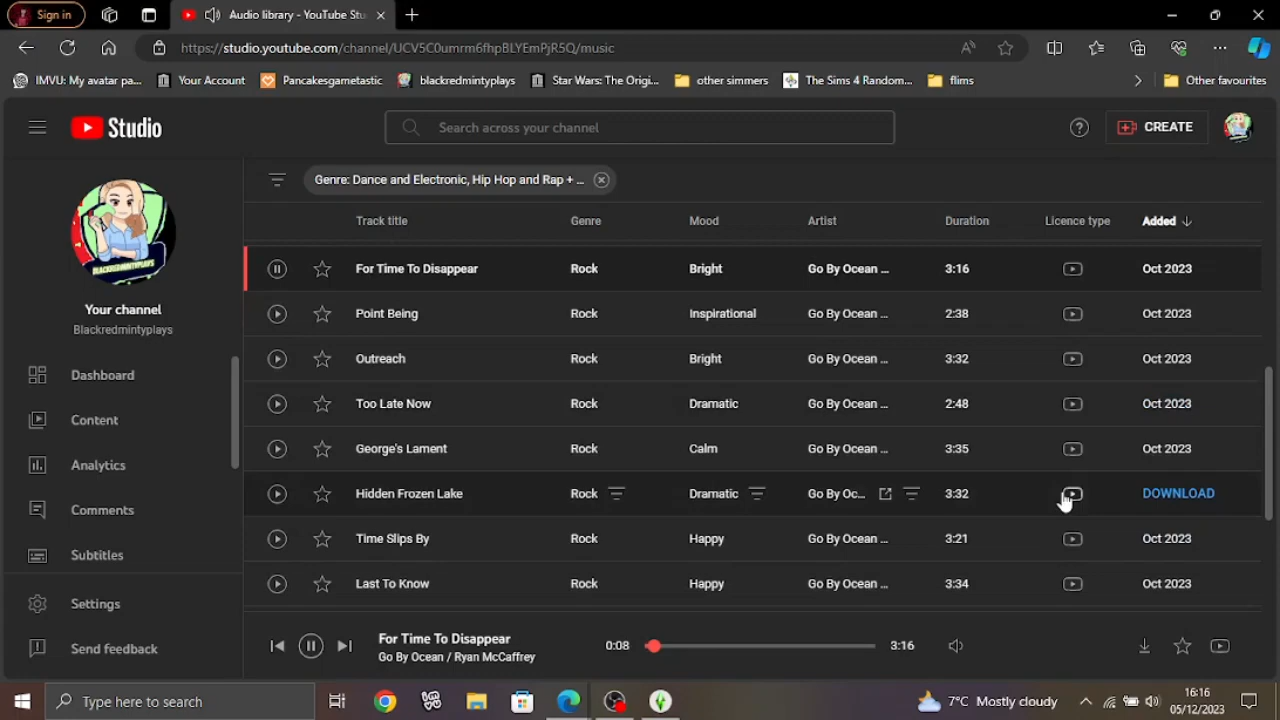 Sign in
Audio library - YouTube Stu
https://studio.youtube.com/channel/UCV5C0umrm6fhpBLYEmPjR5Q/music
IMVU: My avatar pa...
Your Account
Pancakesgametastic
blackredmintyplays
Star Wars: The Origi...
other simmers
The Sims 4 Random...
flims
Other favourites
Studio
Search across your channel
CREATE
BLACKREDMINTYPLAYS
Your channel
Blackredmintyplays
Dashboard
Content
Analytics
Comments
Subtitles
Settings
Send feedback
Genre: Dance and Electronic, Hip Hop and Rap + ...
Track title Genre Mood Artist Duration Licence type Added
For Time To Disappear Rock Bright Go By Ocean ... 3:16 Oct 2023
Point Being Rock Inspirational Go By Ocean ... 2:38 Oct 2023
Outreach Rock Bright Go By Ocean ... 3:32 Oct 2023
Too Late Now Rock Dramatic Go By Ocean ... 2:48 Oct 2023
George's Lament Rock Calm Go By Ocean ... 3:35 Oct 2023
Hidden Frozen Lake Rock Dramatic Go By Oc... 3:32 DOWNLOAD
Time Slips By Rock Happy Go By Ocean ... 3:21 Oct 2023
Last To Know Rock Happy Go By Ocean ... 3:34 Oct 2023
For Time To Disappear
Go By Ocean / Ryan McCaffrey
0:08
3:16
Type here to search
7°C Mostly cloudy
16:16
05/12/2023